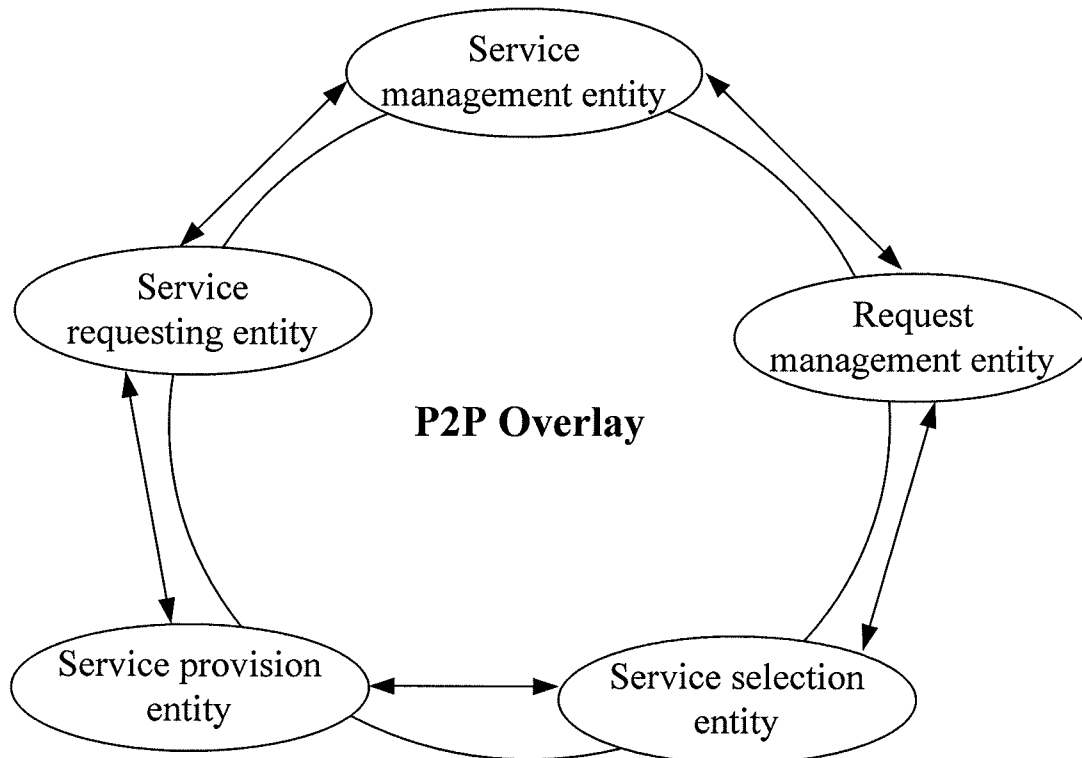 Service
management entity
Service
requesting entity
Request
management entity
P2P Overlay
Service provision
entity
Service selection
entity